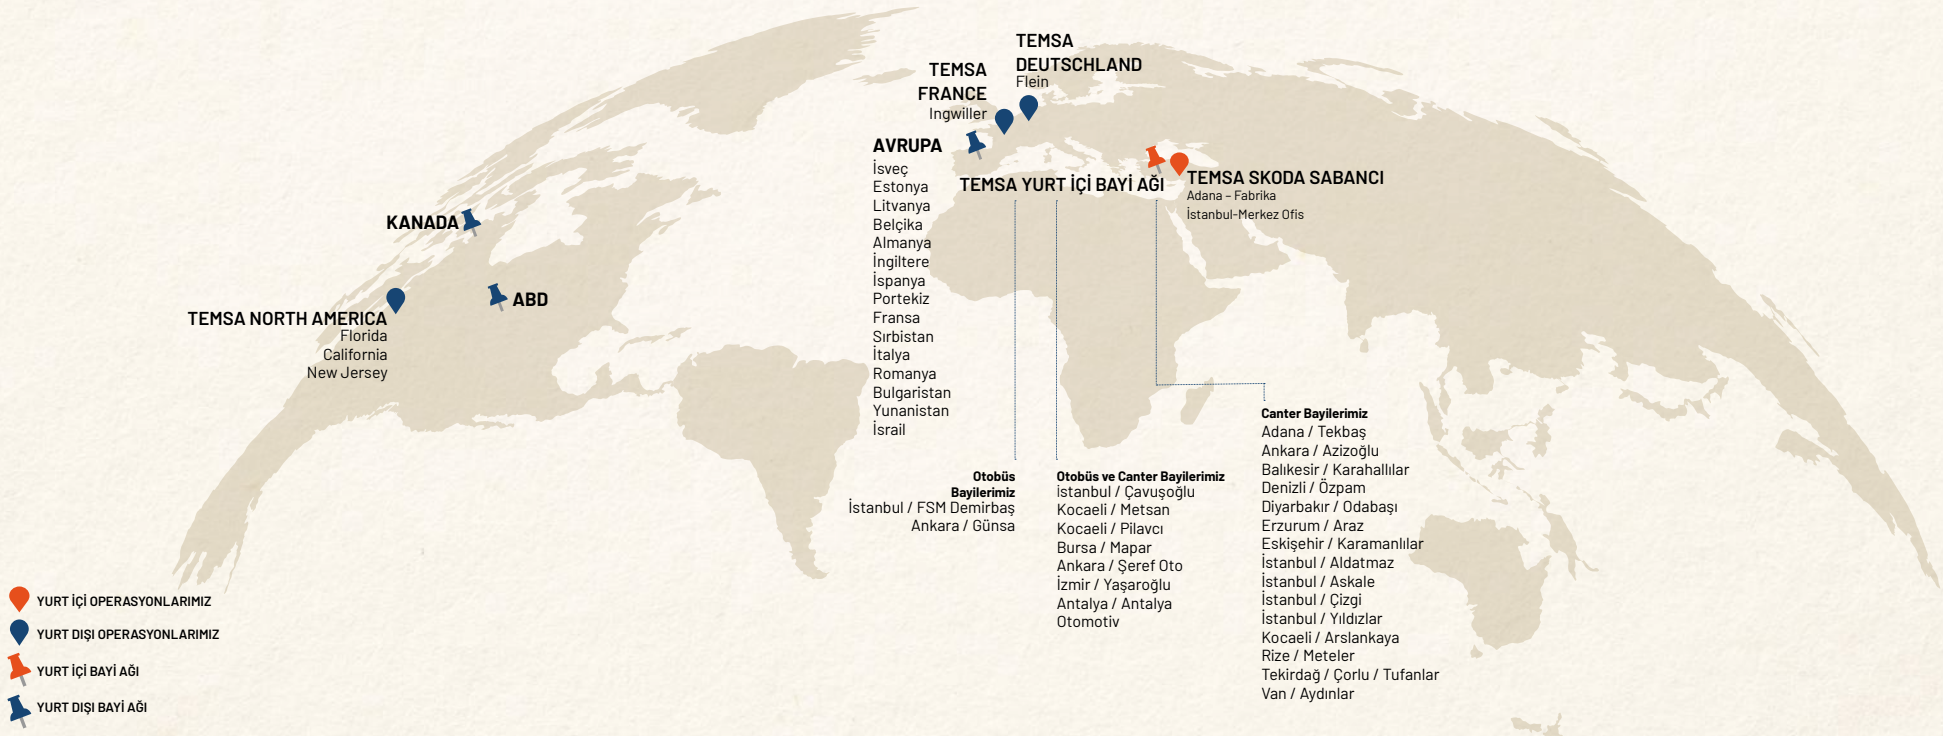 TEMSA
DEUTSCHLAND
Flein
TEMSA
FRANCE
Ingwiller
AVRUPA
İsveç
Estonya
Litvanya
Belçika
Almanya
İngiltere
İspanya
Portekiz
Fransa
Sırbistan
İtalya
Romanya
Bulgaristan
Yunanistan
İsrail
TEMSA YURT İÇİ BAYİ AĞI
TEMSA SKODA SABANCI
Adana - Fabrika
İstanbul-Merkez Ofis
KANADA
ABD
TEMSA NORTH AMERICA
Florida
California
New Jersey
Otobüs
Bayilerimiz
İstanbul / FSM Demirbaş
Ankara / Günsa
Otobüs ve Canter Bayilerimiz
İstanbul / Çavuşoğlu
Kocaeli / Metsan
Kocaeli / Pilavcı
Bursa / Mapar
Ankara / Şeref Oto
İzmir / Yaşaroğlu
Antalya / Antalya
Otomotiv
Canter Bayilerimiz
Adana / Tekbaş
Ankara / Azizoğlu
Balıkesir / Karahallılar
Denizli / Özpam
Diyarbakır / Odabaşı
Erzurum / Araz
Eskişehir / Karamanlılar
İstanbul / Aldatmaz
İstanbul / Askale
İstanbul / Çizgi
İstanbul / Yıldızlar
Kocaeli / Arslankaya
Rize / Meteler
Tekirdağ / Çorlu / Tufanlar
Van / Aydınlar
YURT İÇİ OPERASYONLARIMIZ
YURT DIŞI OPERASYONLARIMIZ
YURT İÇİ BAYİ AĞI
YURT DIŞI BAYİ AĞI